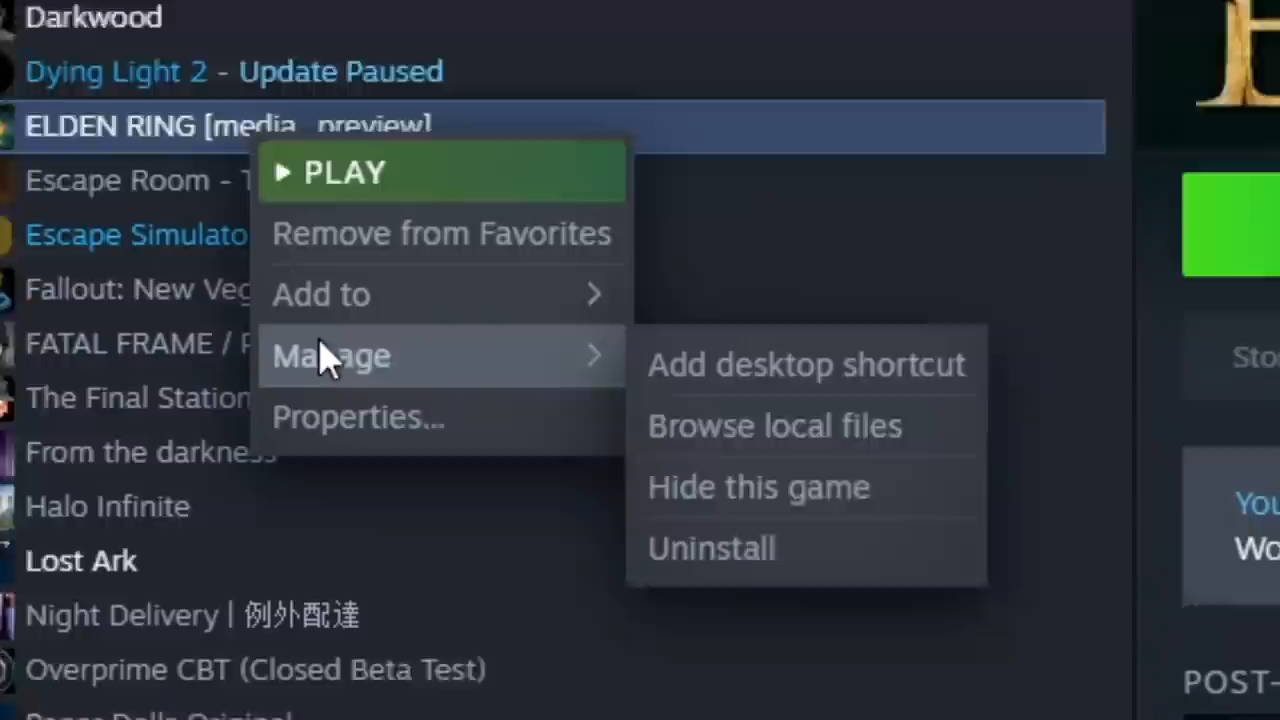 Darkwood
Dying Light 2 - Update Paused
ELDEN RING [media_preview]
PLAY
Escape Room -
Remove from Favorites
Escape Simulato
Fallout: New Veg
Add to
FATAL FRAME /
Manage
Add desktop shortcut
The Final Station
Properties...
Browse local files
From the darkness
Hide this game
Halo Infinite
Uninstall
Lost Ark
Night Delivery | 例外配達
Overprime CBT (Closed Beta Test)
Sto
You
Wo
POST-